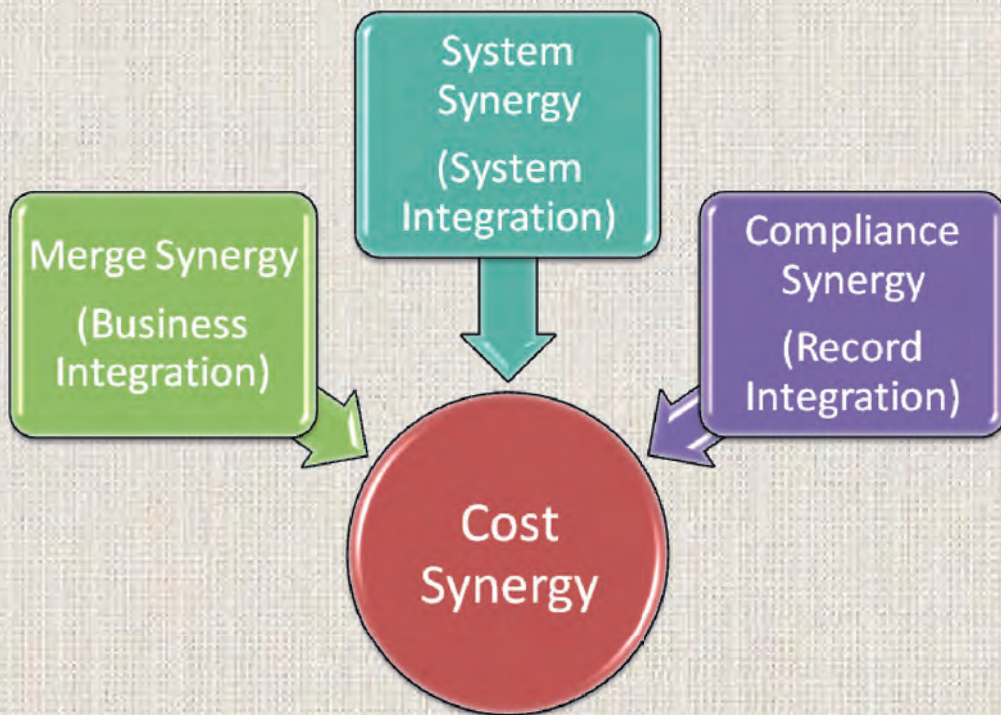 System
Synergy
(System
Integration)
Merge Synergy
(Business
Integration)
Compliance
Synergy
(Record
Integration)
Cost
Synergy